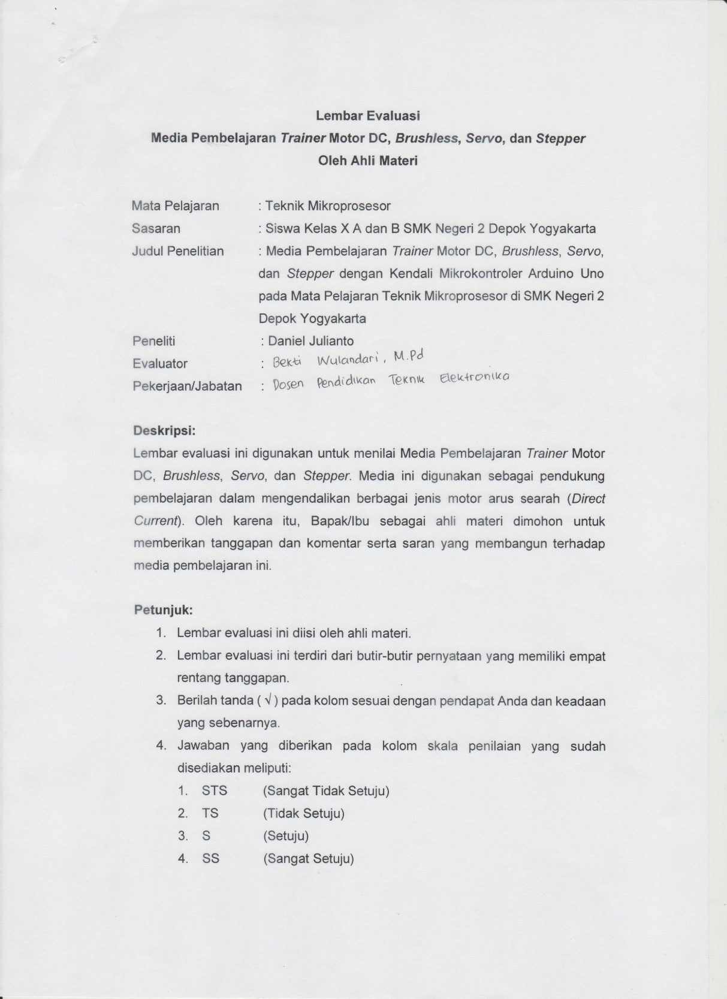 Lembar Evaluasi
Media Pembelajaran Trainer Motor DC, Brushless, Servo, dan Stepper
Oleh Ahli Materi
Mata Pelajaran : Teknik Mikroprosesor
Sasaran : Siswa Kelas X A dan B SMK Negeri 2 Depok Yogyakarta
Judul Penelitian : Media Pembelajaran Trainer Motor DC, Brushless, Servo,
dan Stepper dengan Kendali Mikrokontroler Arduino Uno
pada Mata Pelajaran Teknik Mikroprosesor di SMK Negeri 2
Depok Yogyakarta
Peneliti : Daniel Julianto
Evaluator : Bekti Wulandari, M.Pd
Pekerjaan/Jabatan : Dosen Pendidikan Teknik Elektronika
Deskripsi:
Lembar evaluasi ini digunakan untuk menilai Media Pembelajaran Trainer Motor
DC, Brushless, Servo, dan Stepper. Media ini digunakan sebagai pendukung
pembelajaran dalam mengendalikan berbagai jenis motor arus searah (Direct
Current). Oleh karena itu, Bapak/Ibu sebagai ahli materi dimohon untuk
memberikan tanggapan dan komentar serta saran yang membangun terhadap
media pembelajaran ini.
Petunjuk:
1. Lembar evaluasi ini diisi oleh ahli materi.
2. Lembar evaluasi ini terdiri dari butir-butir pernyataan yang memiliki empat
rentang tanggapan.
3. Berilah tanda ( √ ) pada kolom sesuai dengan pendapat Anda dan keadaan
yang sebenarnya.
4. Jawaban yang diberikan pada kolom skala penilaian yang sudah
disediakan meliputi:
1. STS (Sangat Tidak Setuju)
2. TS (Tidak Setuju)
3. S (Setuju)
4. SS (Sangat Setuju)